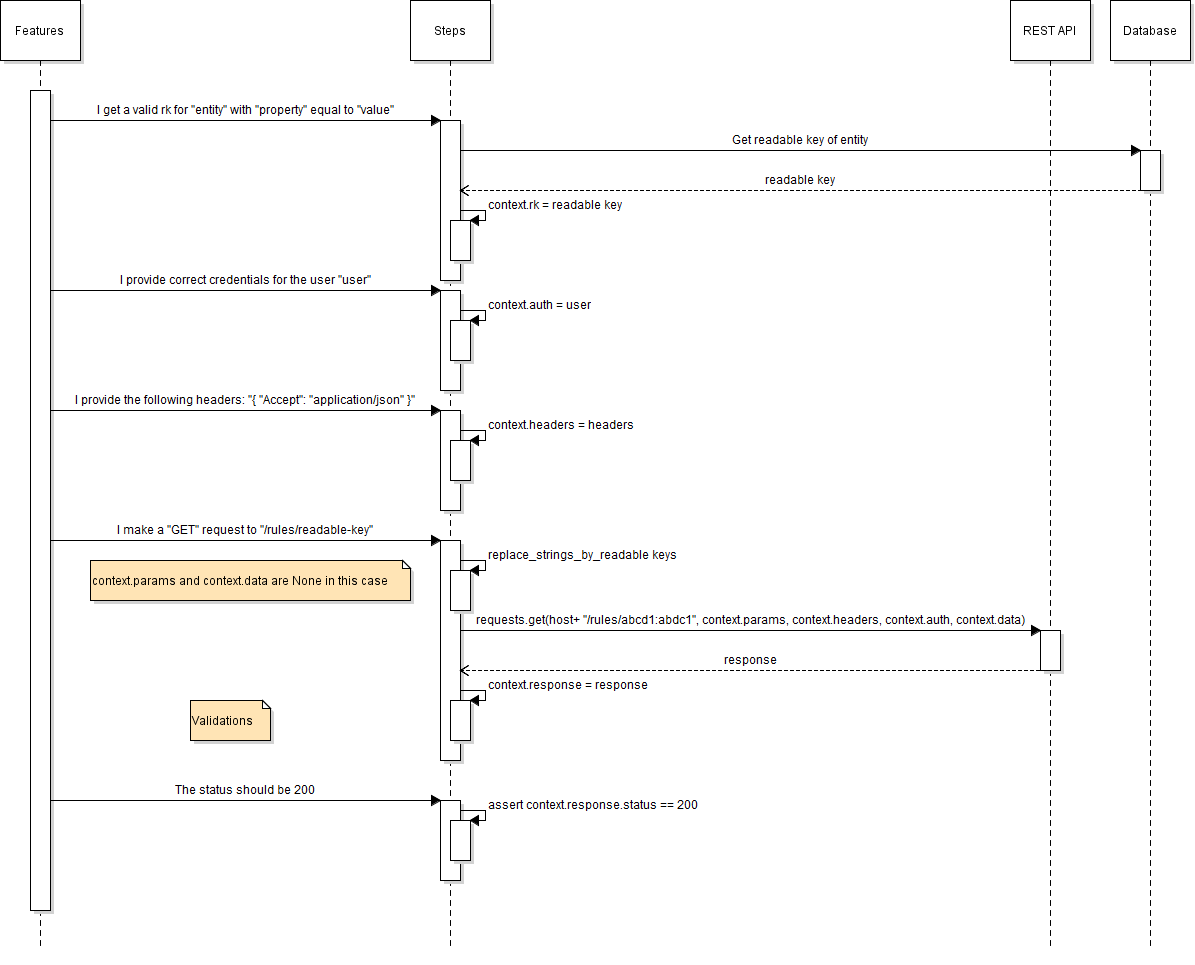 Features
Steps
REST API
Database
I get a valid rk for "entity" with "property" equal to "value"
Get readable key of entity
readable key
context.rk = readable key
I provide correct credentials for the user "user"
context.auth = user
I provide the following headers: "{ "Accept": "application/json" }"
context.headers = headers
I make a "GET" request to "/rules/readable-key"
replace_strings_by_readable keys
context.params and context.data are None in this case
requests.get(host+ "/rules/abcd1:abdc1", context.params, context.headers, context.auth, context.data)
response
context.response = response
Validations
The status should be 200
assert context.response.status == 200